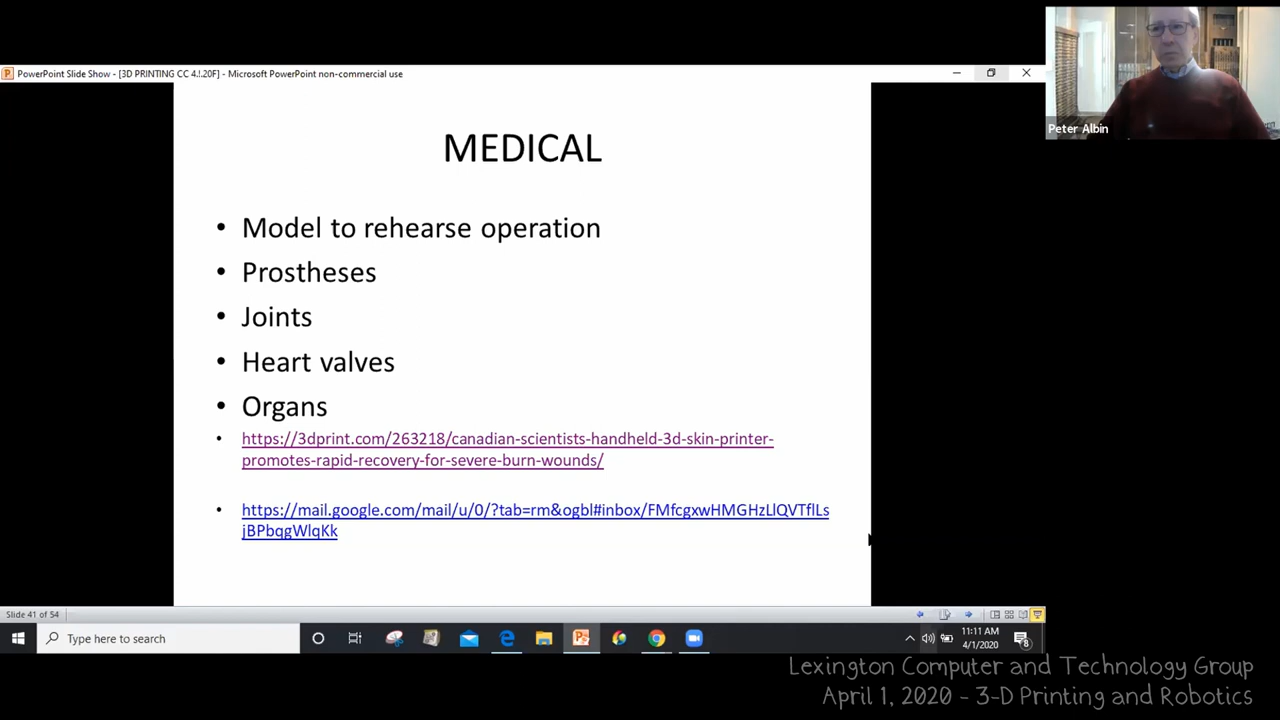 PowerPoint Slide Show - [3D PRINTING CC 4.!.20F] - Microsoft PowerPoint non-commercial use
Peter Albin
MEDICAL
• Model to rehearse operation
• Prostheses
• Joints
• Heart valves
• Organs
• https://3dprint.com/263218/canadian-scientists-handheld-3d-skin-printer-
promotes-rapid-recovery-for-severe-burn-wounds/
• https://mail.google.com/mail/u/0/?tab=rm&ogbl#inbox/FMfcgxwHMGHzLlQVTflLs
jBPbqgWlqKk
Slide 41 of 54
Type here to search
11:11 AM
4/1/2020
8
Lexington Computer and Technology Group
April 1, 2020 - 3-D Printing and Robotics